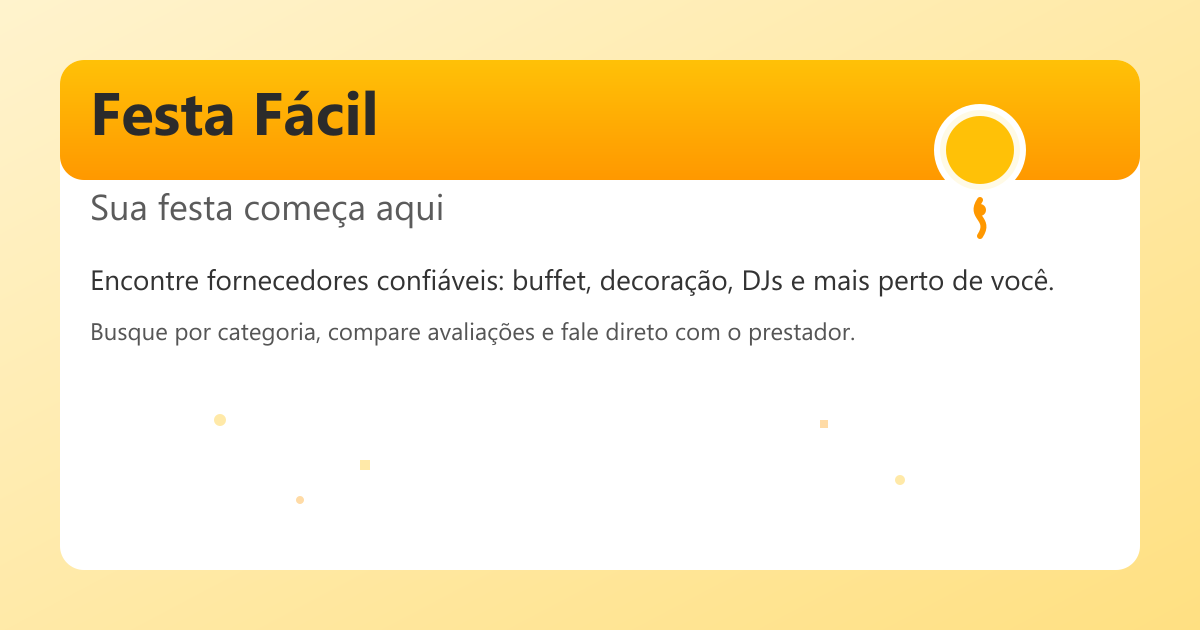 Festa Fácil
Sua festa começa aqui
Encontre fornecedores confiáveis: buffet, decoração, DJs e mais perto de você.
Busque por categoria, compare avaliações e fale direto com o prestador.